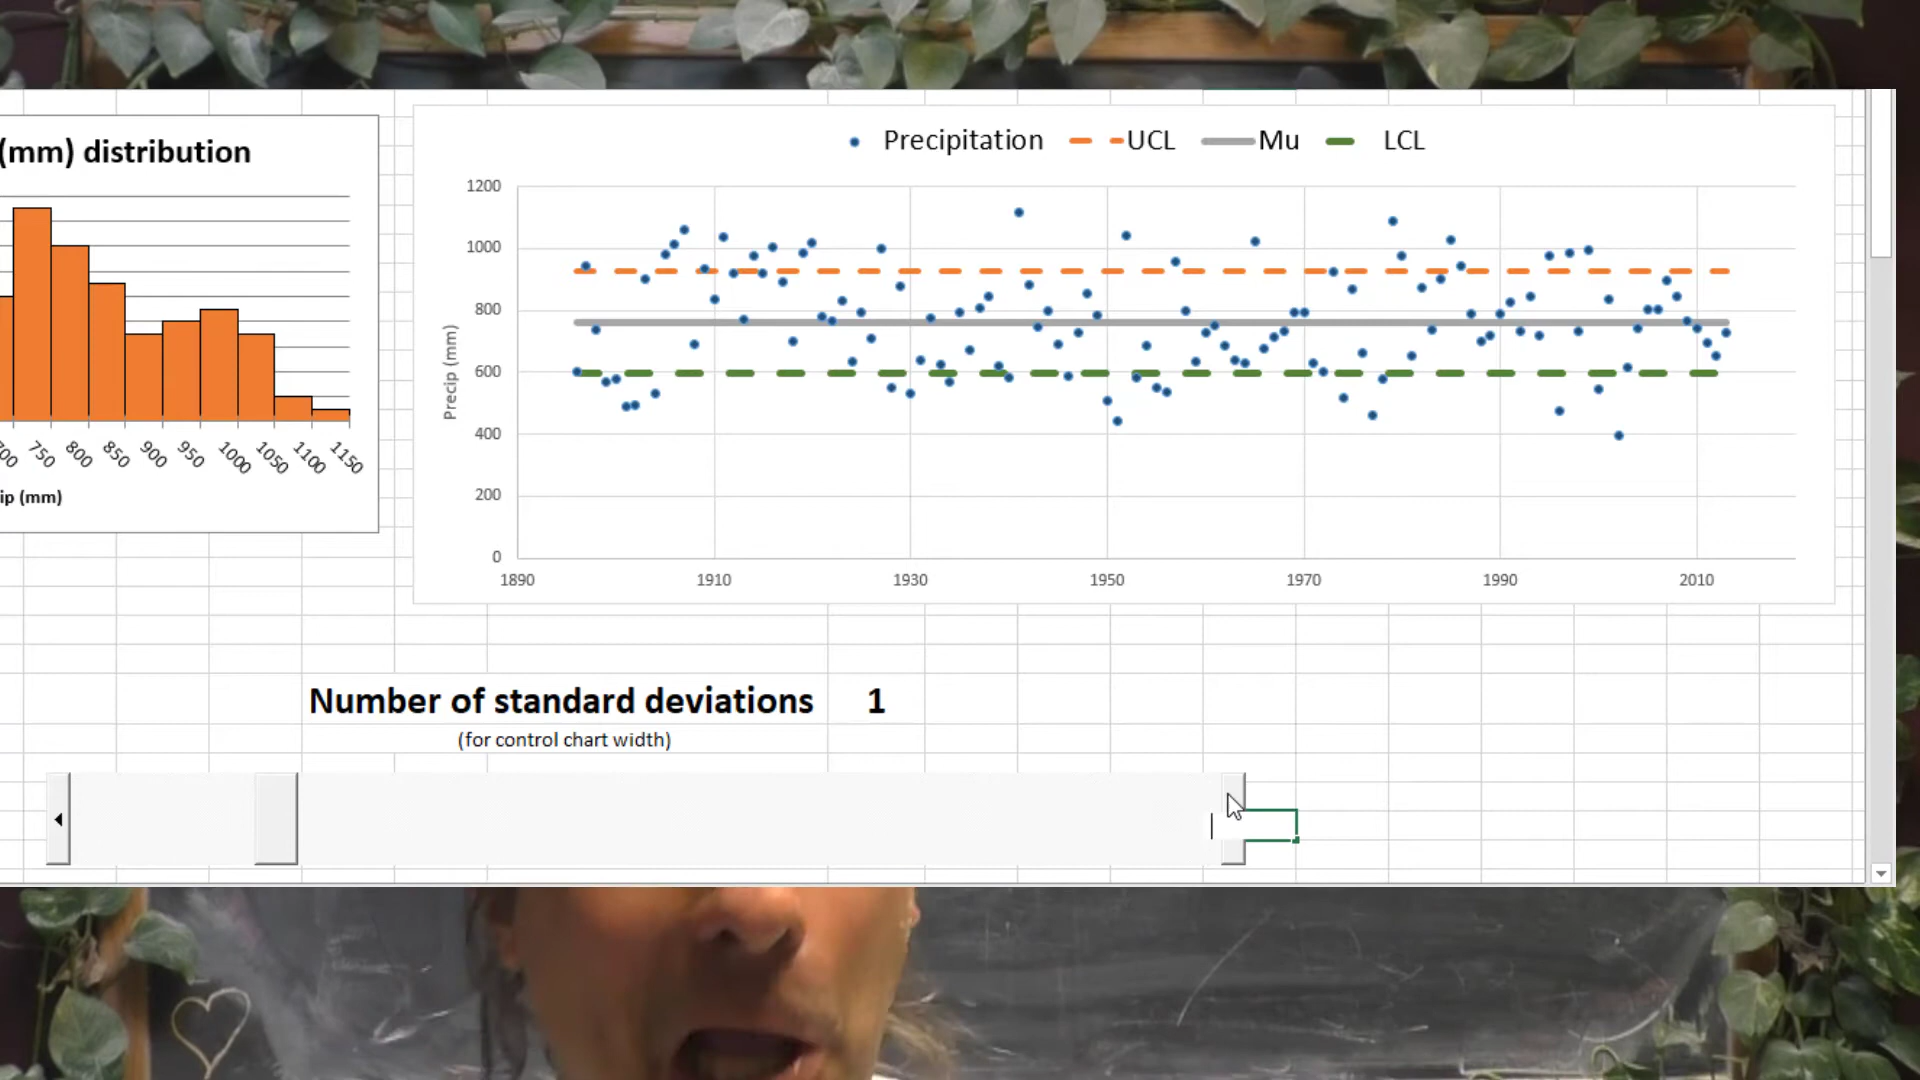 (mm) distribution
750 800 850 900 950 1000 1050 1100 1150
ip (mm)
Precipitation UCL Mu LCL
1200
1000
800
600
400
200
0
Precip (mm)
1890 1910 1930 1950 1970 1990 2010
Number of standard deviations 1
(for control chart width)